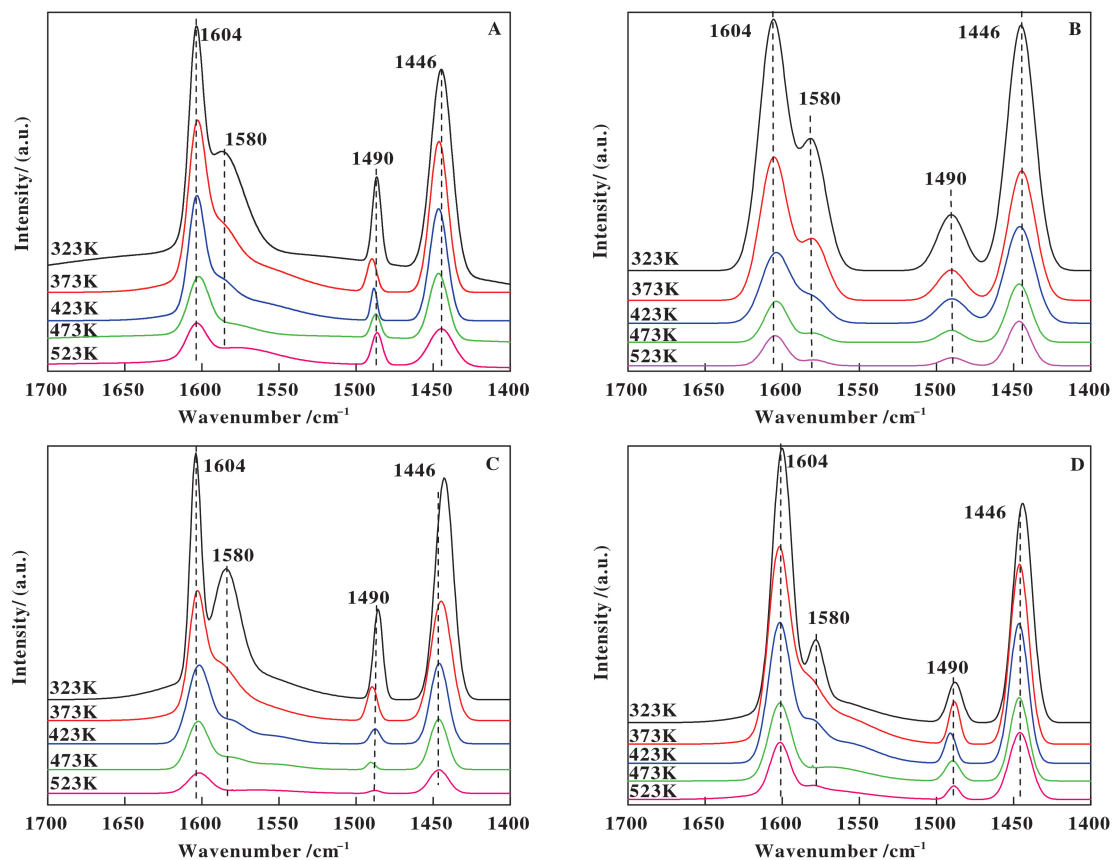 A
1604
1446
1580
1490
Intensity/ (a.u.)
323K
373K
423K
473K
523K
1700 1650 1600 1550 1500 1450 1400
Wavenumber /cm⁻¹
B
1604
1446
1580
1490
Intensity/ (a.u.)
323K
373K
423K
473K
523K
1700 1650 1600 1550 1500 1450 1400
Wavenumber /cm⁻¹
C
1604
1446
1580
1490
Intensity/ (a.u.)
323K
373K
423K
473K
523K
1700 1650 1600 1550 1500 1450 1400
Wavenumber /cm⁻¹
D
1604
1446
1580
1490
Intensity/ (a.u.)
323K
373K
423K
473K
523K
1700 1650 1600 1550 1500 1450 1400
Wavenumber /cm⁻¹